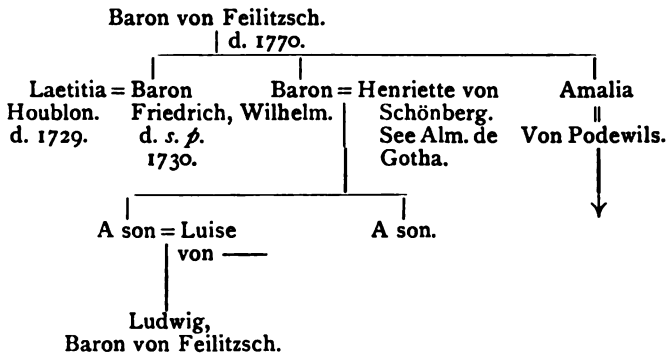 Baron von Feilitzsch.
d. 1770.
Laetitia = Baron Baron = Henriette von Amalia
Houblon. Friedrich, Wilhelm. Schönberg. ॥
d. 1729. d. s. p. See Alm. de Von Podewils.
1730. Gotha.
A son = Luise A son.
von ——
Ludwig,
Baron von Feilitzsch.